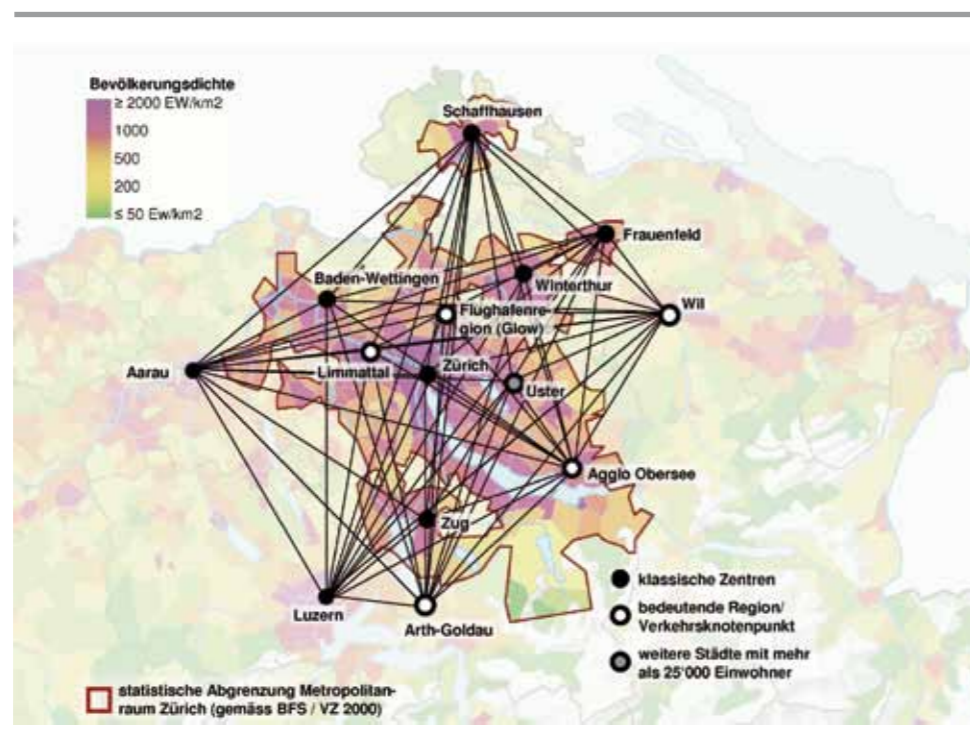 Bevölkerungsdichte
≥ 2000 EW/km2
1000
500
200
≤ 50 Ew/km2
Schaffhausen
Frauenfeld
Baden-Wettingen
Winterthur
Wil
Flughafenre-
gion (Glow)
Aarau
Limmattal
Zürich
Uster
Agglo Obersee
Zug
klassische Zentren
bedeutende Region/
Verkehrsknotenpunkt
Luzern
Arth-Goldau
weitere Städte mit mehr
als 25'000 Einwohner
statistische Abgrenzung Metropolitan-
raum Zürich (gemäss BFS / VZ 2000)